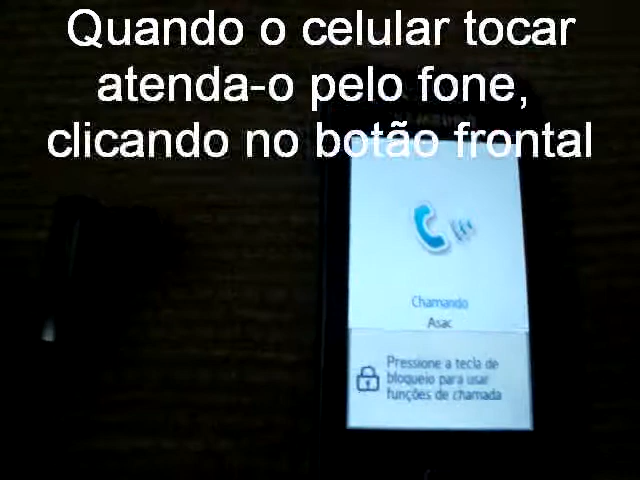 Quando o celular tocar
atenda-o pelo fone,
clicando no botão frontal
Chamando
Asac
Pressione a tecla de
bloqueio para usar
funções de chamada